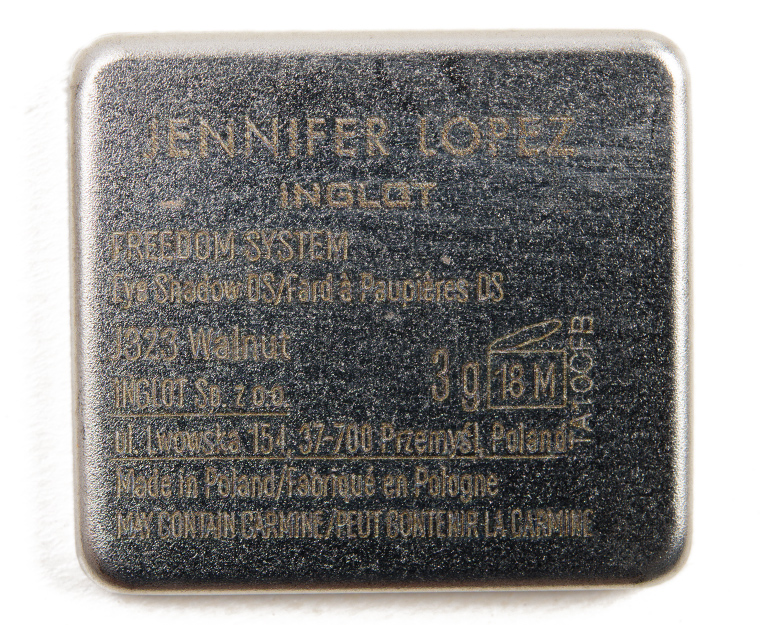 JENNIFER LOPEZ
INGLOT
FREEDOM SYSTEM
Eye Shadow DS/Fard à Paupières DS
J323 Walnut
3 g
18 M
INGLOT Sp. z o.o.
ul. Lwowska 154, 37-700 Przemyśl, Poland
Made in Poland/Fabriqué en Pologne
MAY CONTAIN CARMINE/PEUT CONTENIR LA CARMINE